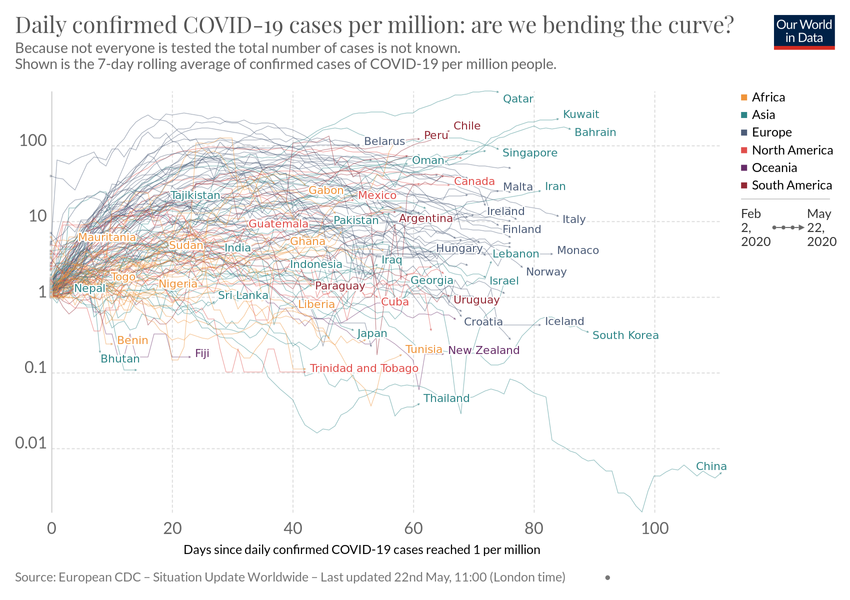 Daily confirmed COVID-19 cases per million: are we bending the curve?
Because not everyone is tested the total number of cases is not known.
Shown is the 7-day rolling average of confirmed cases of COVID-19 per million people.
Our World
in Data
100
10
1
0.1
0.01
0
20
40
60
80
100
Qatar
Kuwait
Bahrain
Chile
Peru
Belarus
Singapore
Oman
Canada
Malta
Iran
Tajikistan
Gabon
Mexico
Ireland
Italy
Argentina
Pakistan
Guatemala
Finland
Mauritania
Sudan
India
Ghana
Hungary
Lebanon
Monaco
Iraq
Indonesia
Norway
Togo
Nigeria
Nepal
Georgia
Israel
Paraguay
Sri Lanka
Liberia
Cuba
Uruguay
Croatia
Iceland
South Korea
Japan
Benin
Bhutan
Fiji
Tunisia
New Zealand
Trinidad and Tobago
Thailand
China
Africa
Asia
Europe
North America
Oceania
South America
Feb
2,
2020
May
22,
2020
Days since daily confirmed COVID-19 cases reached 1 per million
Source: European CDC – Situation Update Worldwide – Last updated 22nd May, 11:00 (London time)